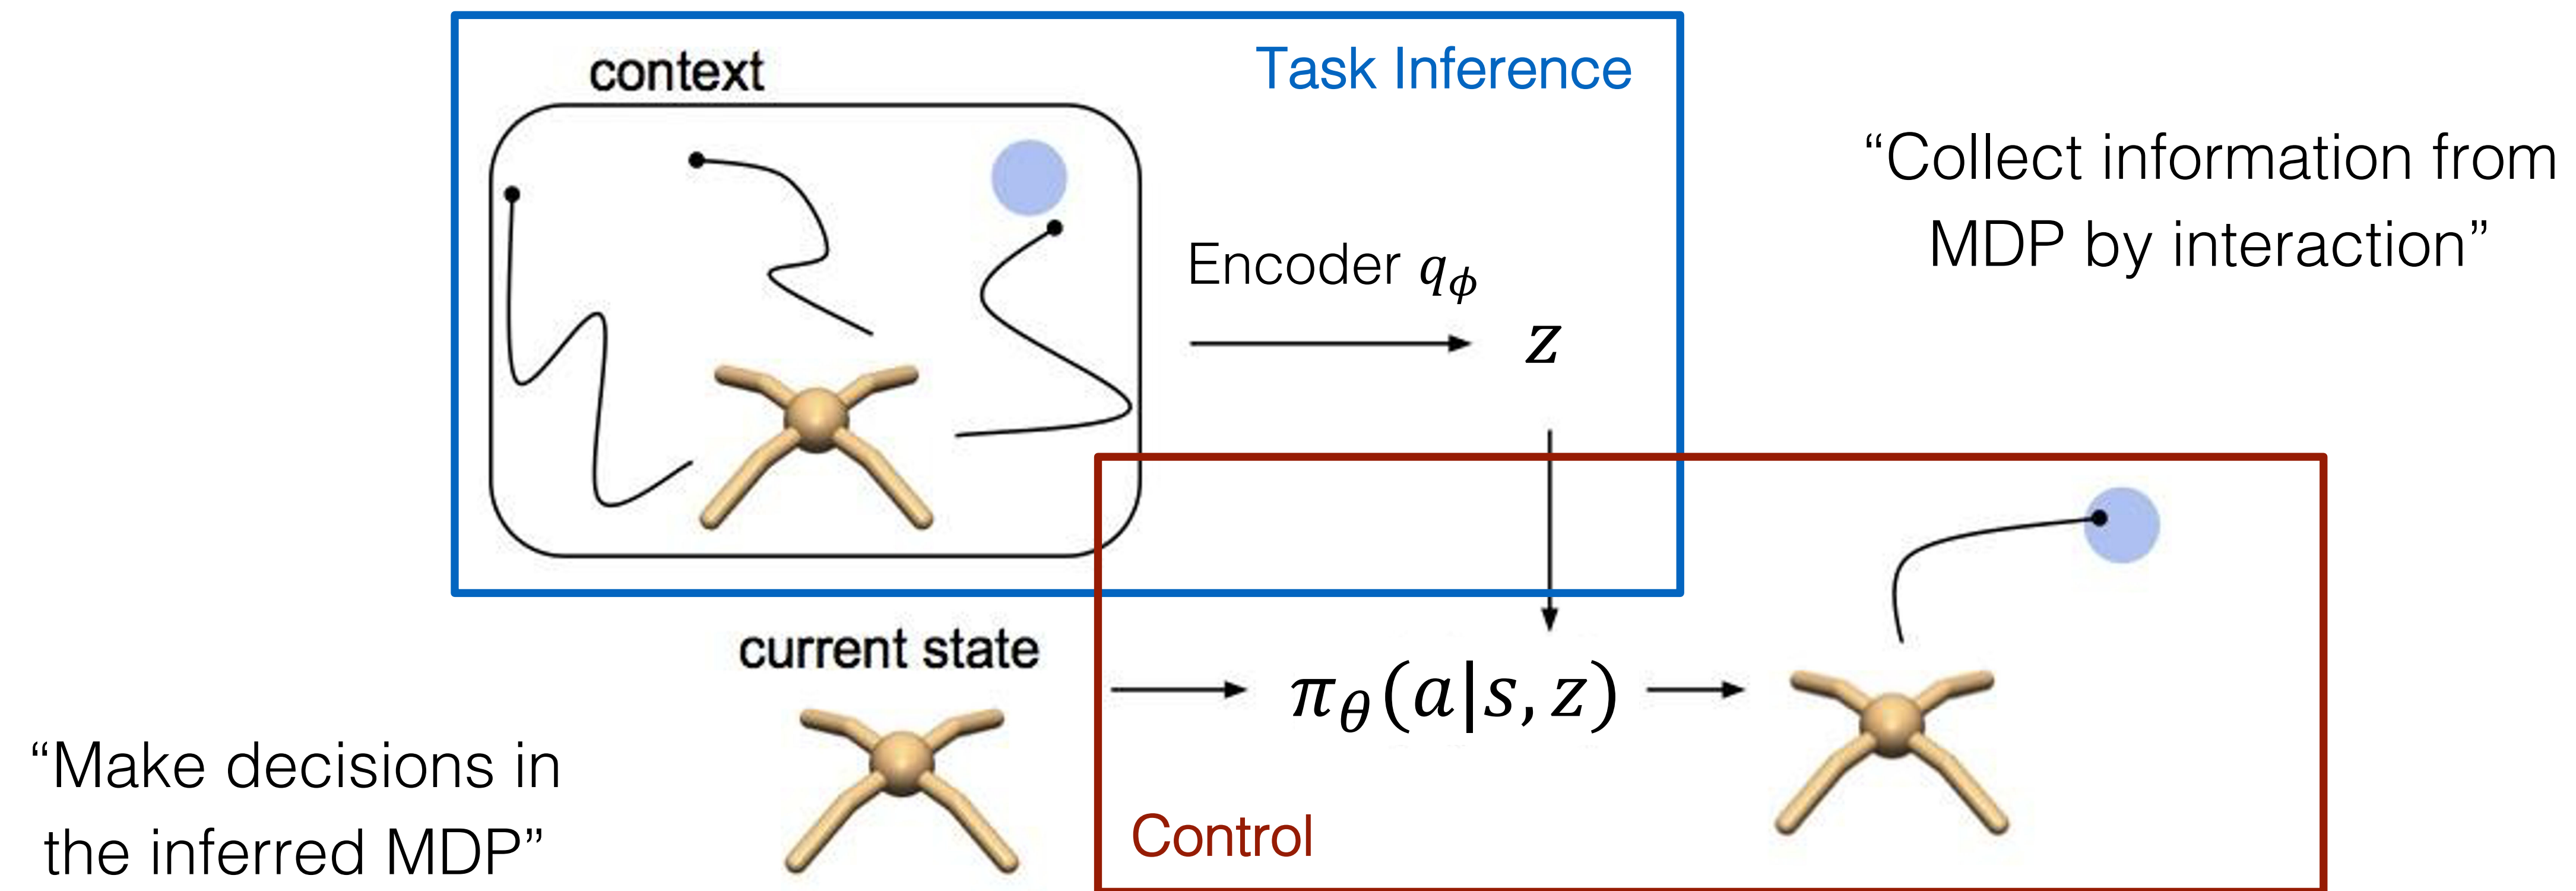 context
Task Inference
“Collect information from
MDP by interaction”
Encoder qϕ
z
current state
πθ(a|s, z)
“Make decisions in
the inferred MDP”
Control